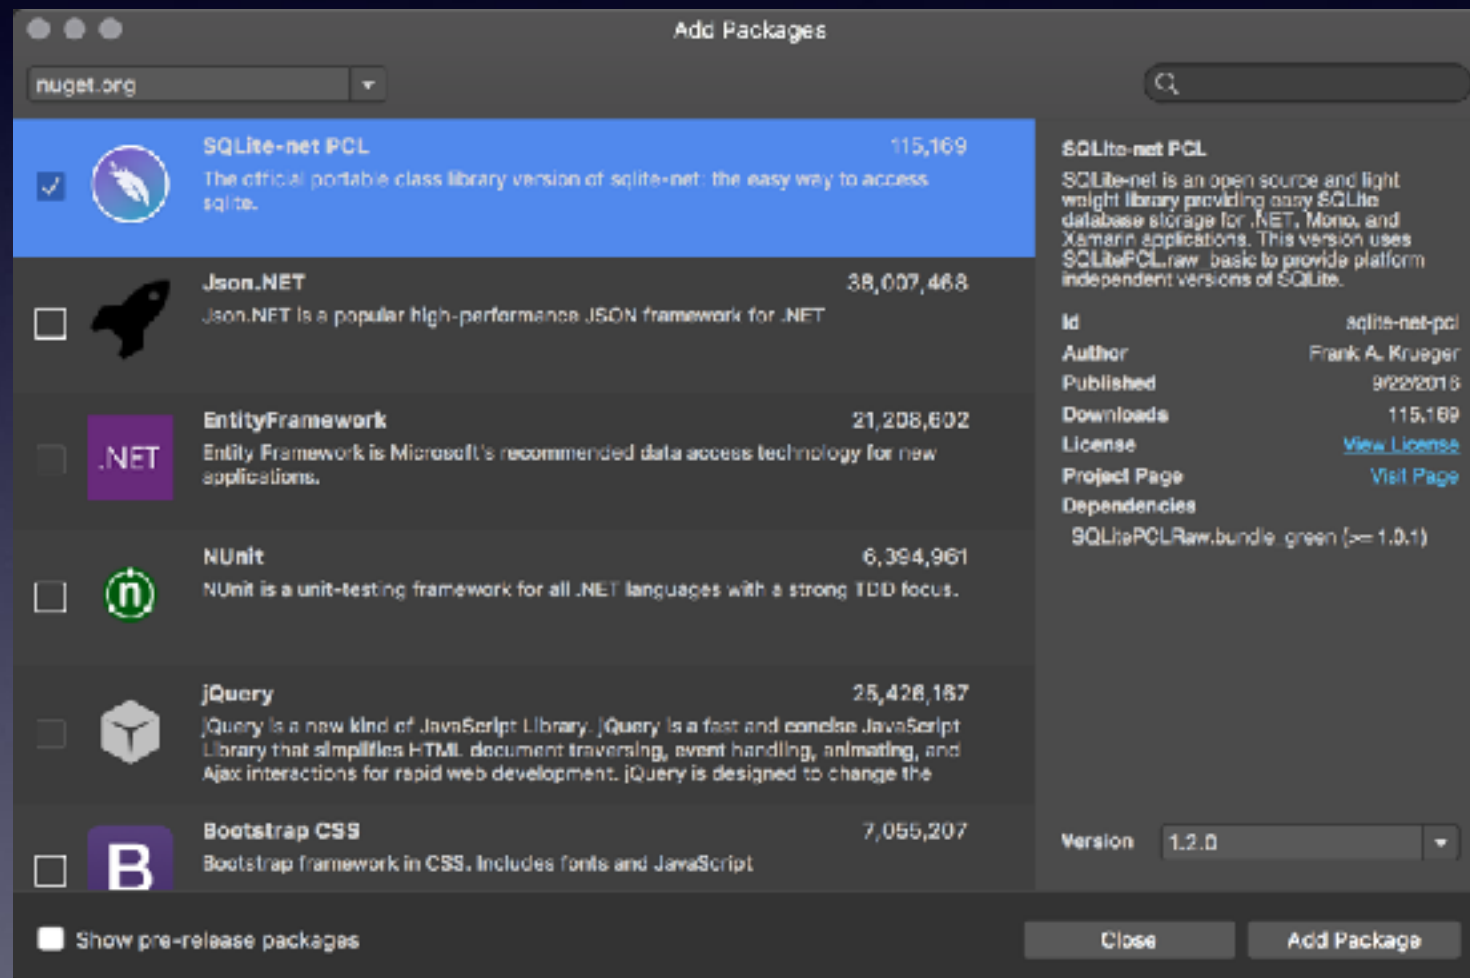 Add Packages
nuget.org
SQLite-net PCL
115,169
The official portable class library version of sqlite-net: the easy way to access
sqlite.
Json.NET
38,007,468
Json.NET is a popular high-performance JSON framework for .NET
.NET
EntityFramework
21,208,602
Entity Framework is Microsoft's recommended data access technology for new
applications.
n
NUnit
6,394,961
NUnit is a unit-testing framework for all .NET languages with a strong TDD focus.
jQuery
25,426,167
jQuery is a new kind of JavaScript Library. jQuery is a fast and concise JavaScript
Library that simplifies HTML document traversing, event handling, animating, and
Ajax interactions for rapid web development. jQuery is designed to change the
B
Bootstrap CSS
7,055,207
Bootstrap framework in CSS. Includes fonts and JavaScript
SQLite-net PCL
SQLite-net is an open source and light
weight library providing easy SQLite
database storage for .NET, Mono, and
Xamarin applications. This version uses
SQLitePCL.raw_basic to provide platform
independent versions of SQLite.
Id sqlite-net-pcl
Author Frank A. Krueger
Published 9/22/2016
Downloads 115,169
License View License
Project Page Visit Page
Dependencies
SQLitePCLRaw.bundle_green (>= 1.0.1)
Version 1.2.0
Show pre-release packages
Close
Add Package